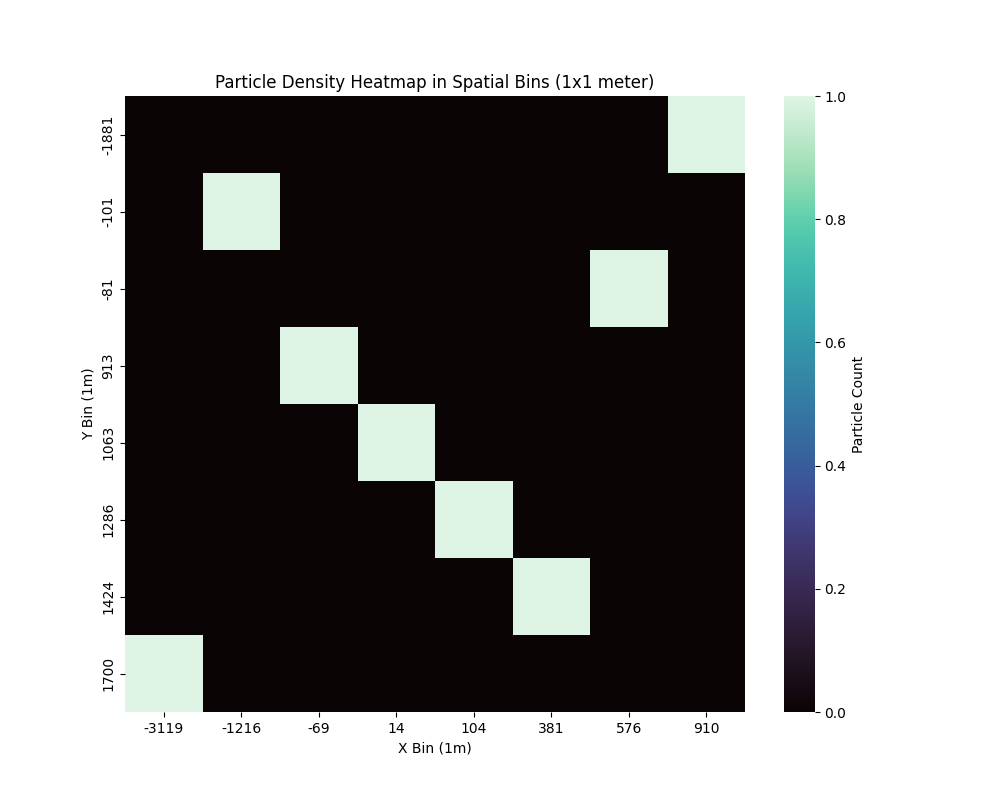 Particle Density Heatmap in Spatial Bins (1x1 meter)
Y Bin (1m)
-1881
-101
-81
913
1063
1286
1424
1700
-3119 -1216 -69 14 104 381 576 910
X Bin (1m)
1.0
0.8
0.6
0.4
0.2
0.0
Particle Count